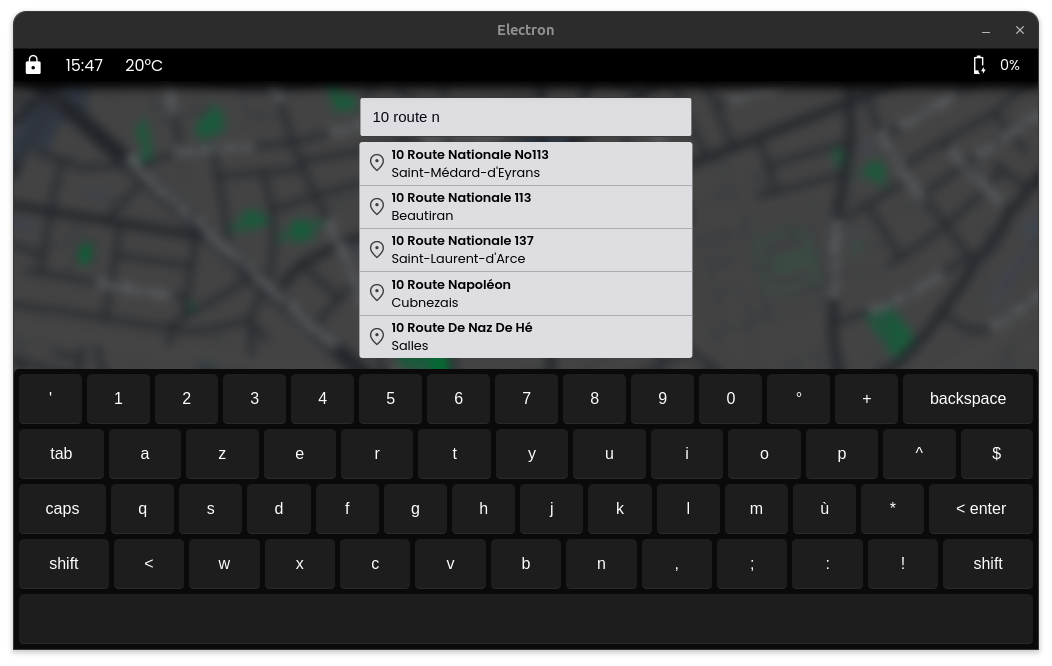 Electron
15:47 20°C 0%
10 route n
10 Route Nationale No113
Saint-Médard-d'Eyrans
10 Route Nationale 113
Beautiran
10 Route Nationale 137
Saint-Laurent-d'Arce
10 Route Napoléon
Cubnezais
10 Route De Naz De Hé
Salles
' 1 2 3 4 5 6 7 8 9 0 ° + backspace
tab a z e r t y u i o p ^ $
caps q s d f g h j k l m ù * < enter
shift < w x c v b n , ; : ! shift